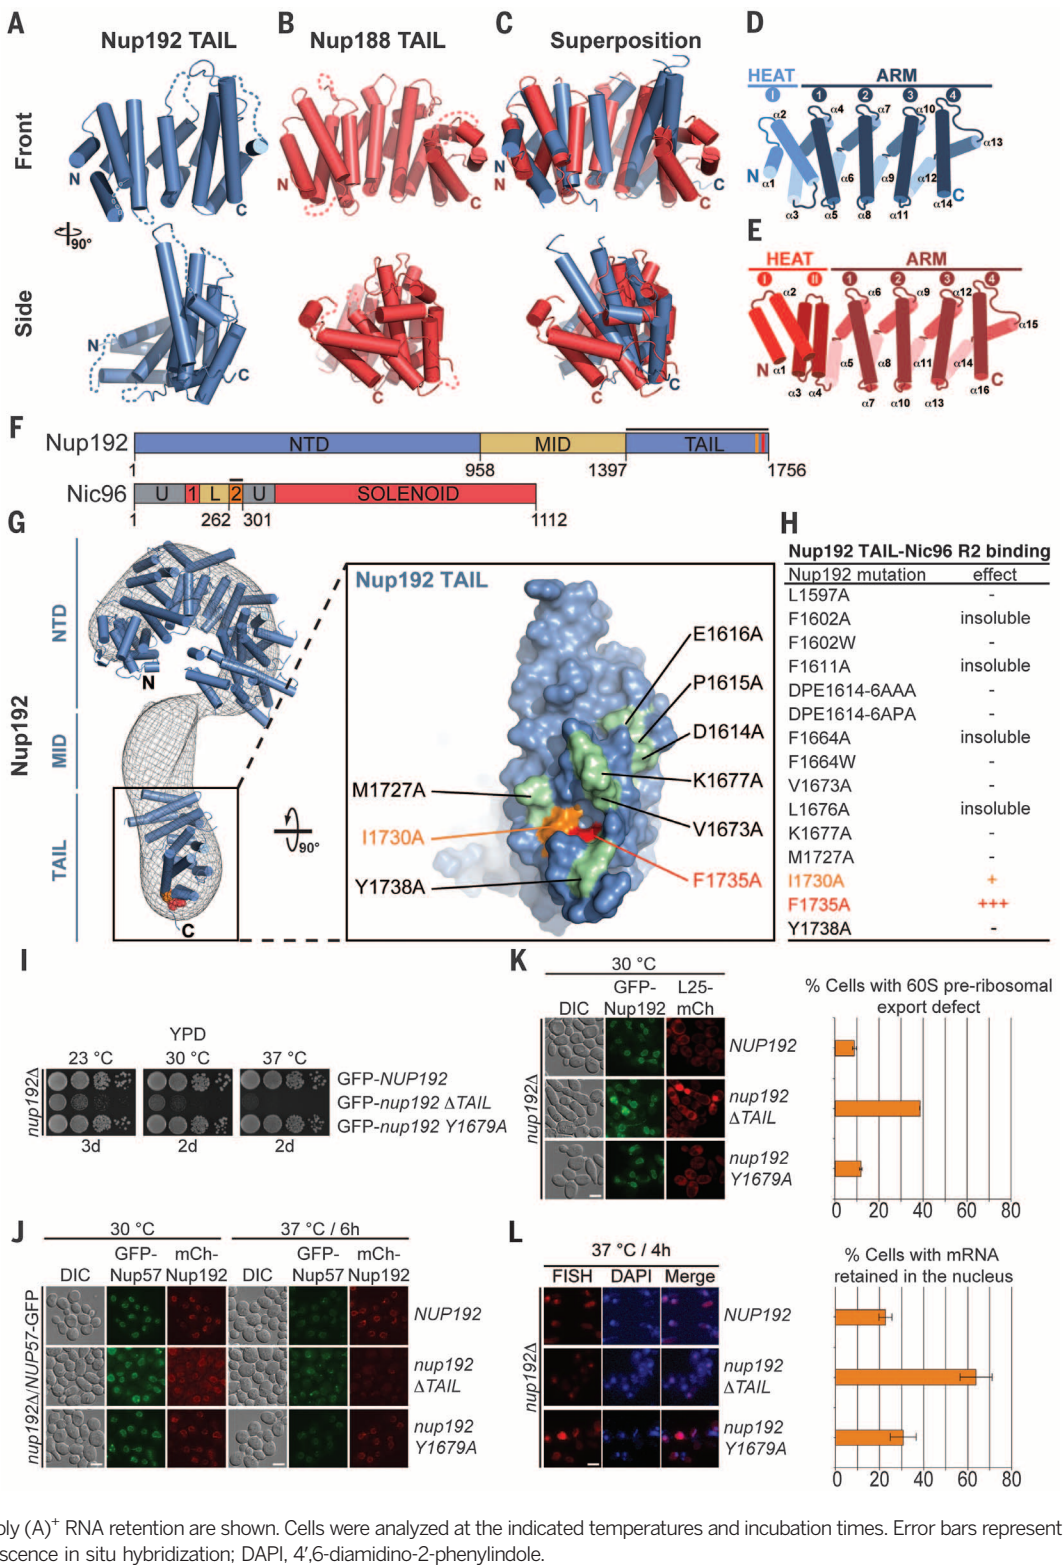 A
Nup192 TAIL
B
Nup188 TAIL
C
Superposition
Front
N
C
N
C
N
N
C
C
90°
Side
N
C
C
C
D
HEAT
ARM
I
1
2
3
4
α2
α4
α7
α10
α13
N
α1
α6
α9
α12
C
α3
α5
α8
α11
α14
E
HEAT
ARM
I
II
1
2
3
4
α2
α6
α9
α12
α15
N
α1
α5
α8
α11
α14
C
α3
α4
α7
α10
α13
α16
F
Nup192
NTD
MID
TAIL
1
958
1397
1756
Nic96
U
1
L
2
U
SOLENOID
1
262
301
1112
G
Nup192
NTD
MID
TAIL
N
C
90°
Nup192 TAIL
E1616A
P1615A
D1614A
K1677A
V1673A
F1735A
M1727A
I1730A
Y1738A
H
Nup192 TAIL-Nic96 R2 binding
Nup192 mutation effect
L1597A -
F1602A insoluble
F1602W -
F1611A insoluble
DPE1614-6AAA -
DPE1614-6APA -
F1664A insoluble
F1664W -
V1673A -
L1676A insoluble
K1677A -
M1727A -
I1730A +
F1735A +++
Y1738A -
I
YPD
23 °C 30 °C 37 °C
nup192Δ
GFP-NUP192
GFP-nup192 ΔTAIL
GFP-nup192 Y1679A
3d 2d 2d
J
30 °C 37 °C / 6h
GFP- mCh- GFP- mCh-
DIC Nup57 Nup192 DIC Nup57 Nup192
nup192Δ/NUP57-GFP
NUP192
nup192
ΔTAIL
nup192
Y1679A
K
30 °C
GFP- L25-
DIC Nup192 mCh
nup192Δ
NUP192
nup192
ΔTAIL
nup192
Y1679A
% Cells with 60S pre-ribosomal
export defect
0 20 40 60 80
L
37 °C / 4h
FISH DAPI Merge
nup192Δ
NUP192
nup192
ΔTAIL
nup192
Y1679A
% Cells with mRNA
retained in the nucleus
0 20 40 60 80
oly (A)+ RNA retention are shown. Cells were analyzed at the indicated temperatures and incubation times. Error bars represent
scence in situ hybridization; DAPI, 4′,6-diamidino-2-phenylindole.